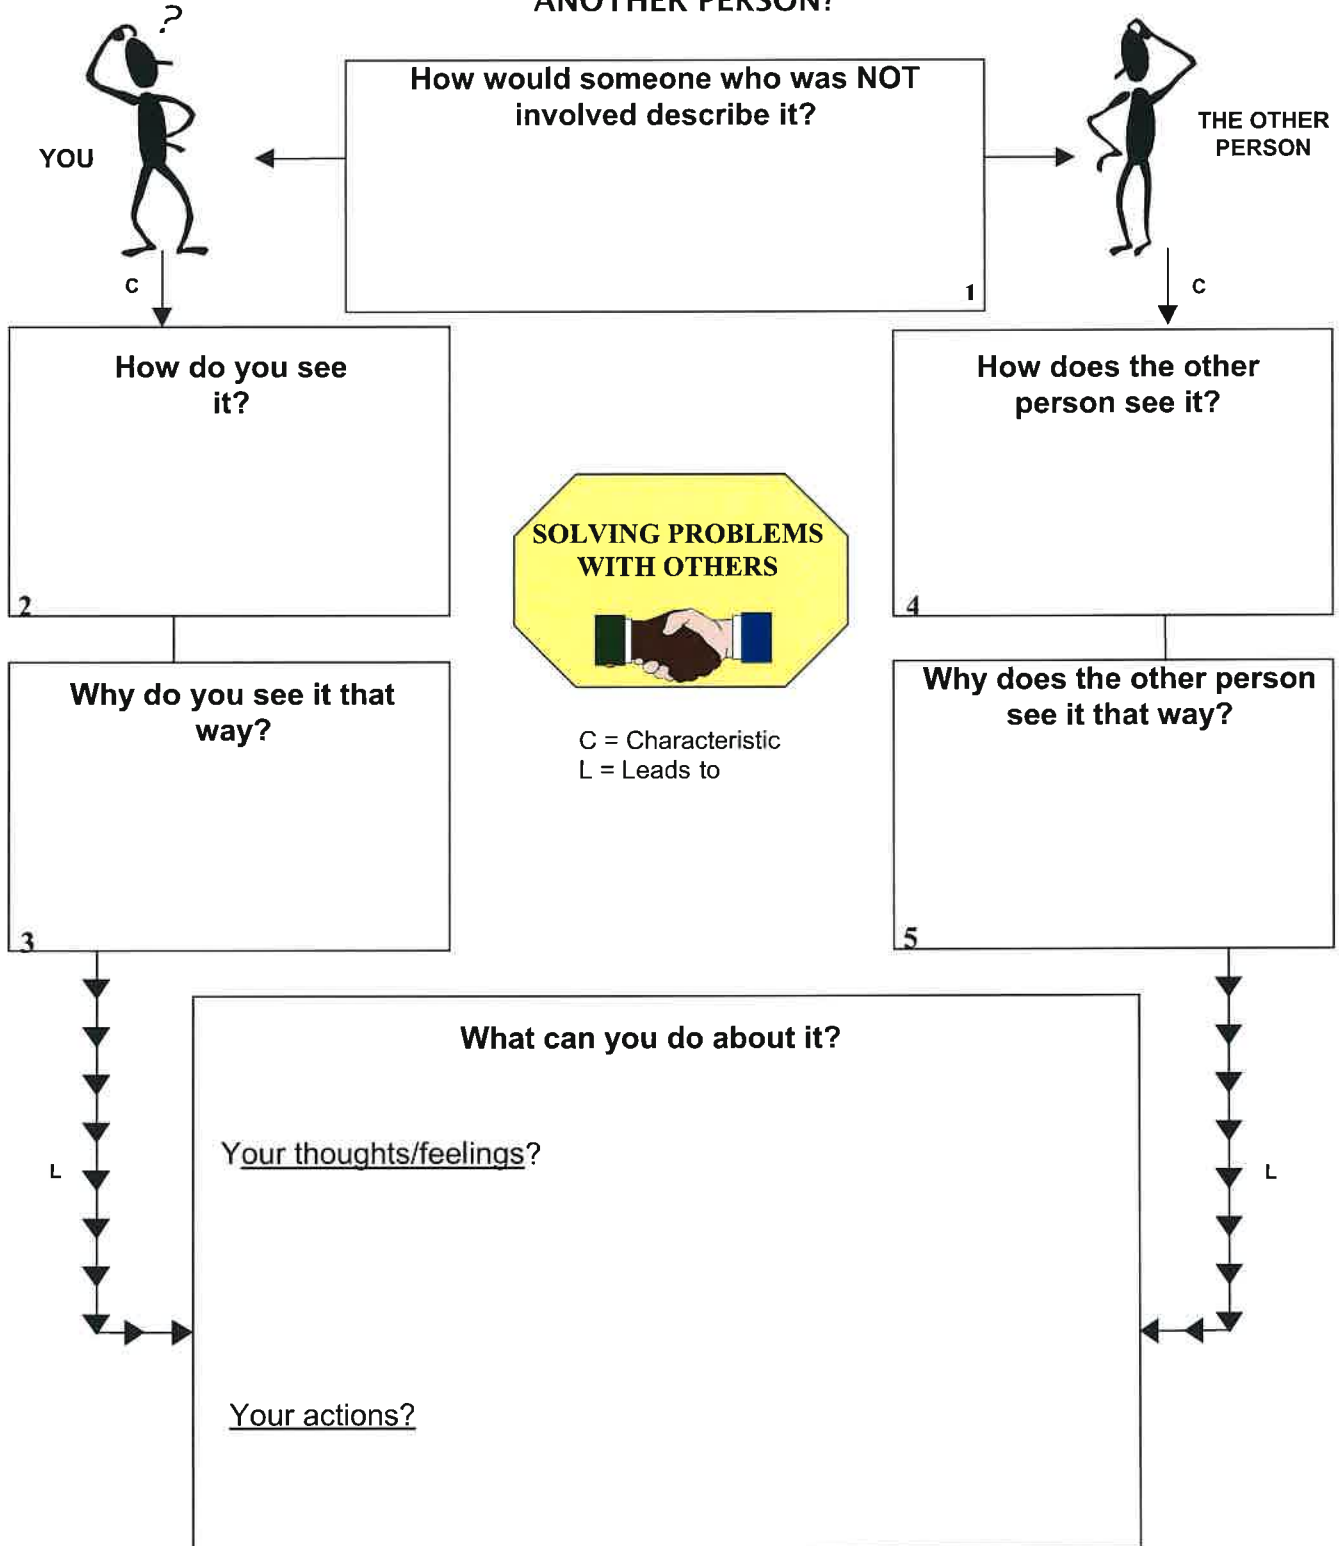 ANOTHER PERSON?
?
How would someone who was NOT
involved describe it?
YOU
THE OTHER
PERSON
1
C
C
How do you see
it?
2
How does the other
person see it?
4
SOLVING PROBLEMS
WITH OTHERS
C = Characteristic
L = Leads to
Why do you see it that
way?
3
Why does the other person
see it that way?
5
L
L
What can you do about it?
Your thoughts/feelings?
Your actions?